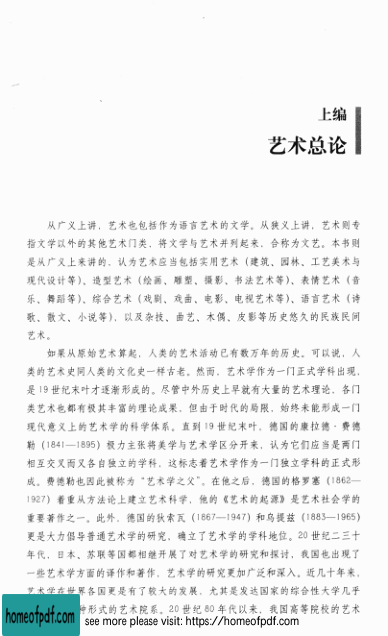 上编
艺术总论
从广义上讲，艺术也包括作为语言艺术的文学。从狭义上讲，艺术则专
指文学以外的其他艺术门类，将文学与艺术并列起来，合称为文艺。本书则
是从广义上来讲的，认为艺术应当包括实用艺术（建筑、园林、工艺美术与
现代设计等）、造型艺术（绘画、雕塑、摄影、书法艺术等）、表情艺术（音
乐、舞蹈等）、综合艺术（戏剧、戏曲、电影、电视艺术等）、语言艺术（诗
歌、散文、小说等），以及杂技、曲艺、木偶、皮影等历史悠久的民族民间
艺术。
如果从原始艺术算起，人类的艺术活动已有数万年的历史。可以说，人
类的艺术史同人类的文化史一样古老。然而，艺术学作为一门正式学科出现，
是 19 世纪末叶才逐渐形成的。尽管中外历史上早就有大量的艺术理论，各门
类艺术也都有极其丰富的理论成果，但由于时代的局限，始终未能形成一门
现代意义上的艺术学的科学体系。直到 19 世纪末叶，德国的康拉德·费德
勒（1841—1895）极力主张将美学与艺术学区分开来，认为它们应当是两门
相互交叉而又各自独立的学科，这标志着艺术学作为一门独立学科的正式形
成。费德勒也因此被称为“艺术学之父”。在他之后，德国的格罗塞（1862—
1927）着重从方法论上建立艺术科学，他的《艺术的起源》是艺术社会学的
重要著作之一。此外，德国的狄索瓦（1867—1947）和乌提兹（1883—1965）
更是大力倡导普通艺术学的研究，确立了艺术学的学科地位。20 世纪二三十
年代，日本、苏联等国都相继开展了对艺术学的研究和探讨，我国也出现了
一些艺术学方面的译作和著作，艺术学的研究更加广泛和深入。近几十年来，
艺术学在世界各国更是有了较大的发展，尤其是发达国家的综合性大学几乎
种形式的艺术院系。20 世纪 80 年代以来，我国高等院校的艺术
homeofpdf.com
see more please visit: https://homeofpdf.com